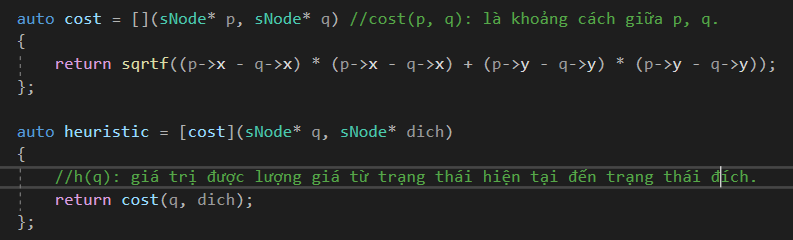 auto cost = [](sNode* p, sNode* q) //cost(p, q): là khoảng cách giữa p, q.
{
    return sqrtf((p->x - q->x) * (p->x - q->x) + (p->y - q->y) * (p->y - q->y));
};
auto heuristic = [cost](sNode* q, sNode* dich)
{
    //h(q): giá trị được lượng giá từ trạng thái hiện tại đến trạng thái đích.
    return cost(q, dich);
};